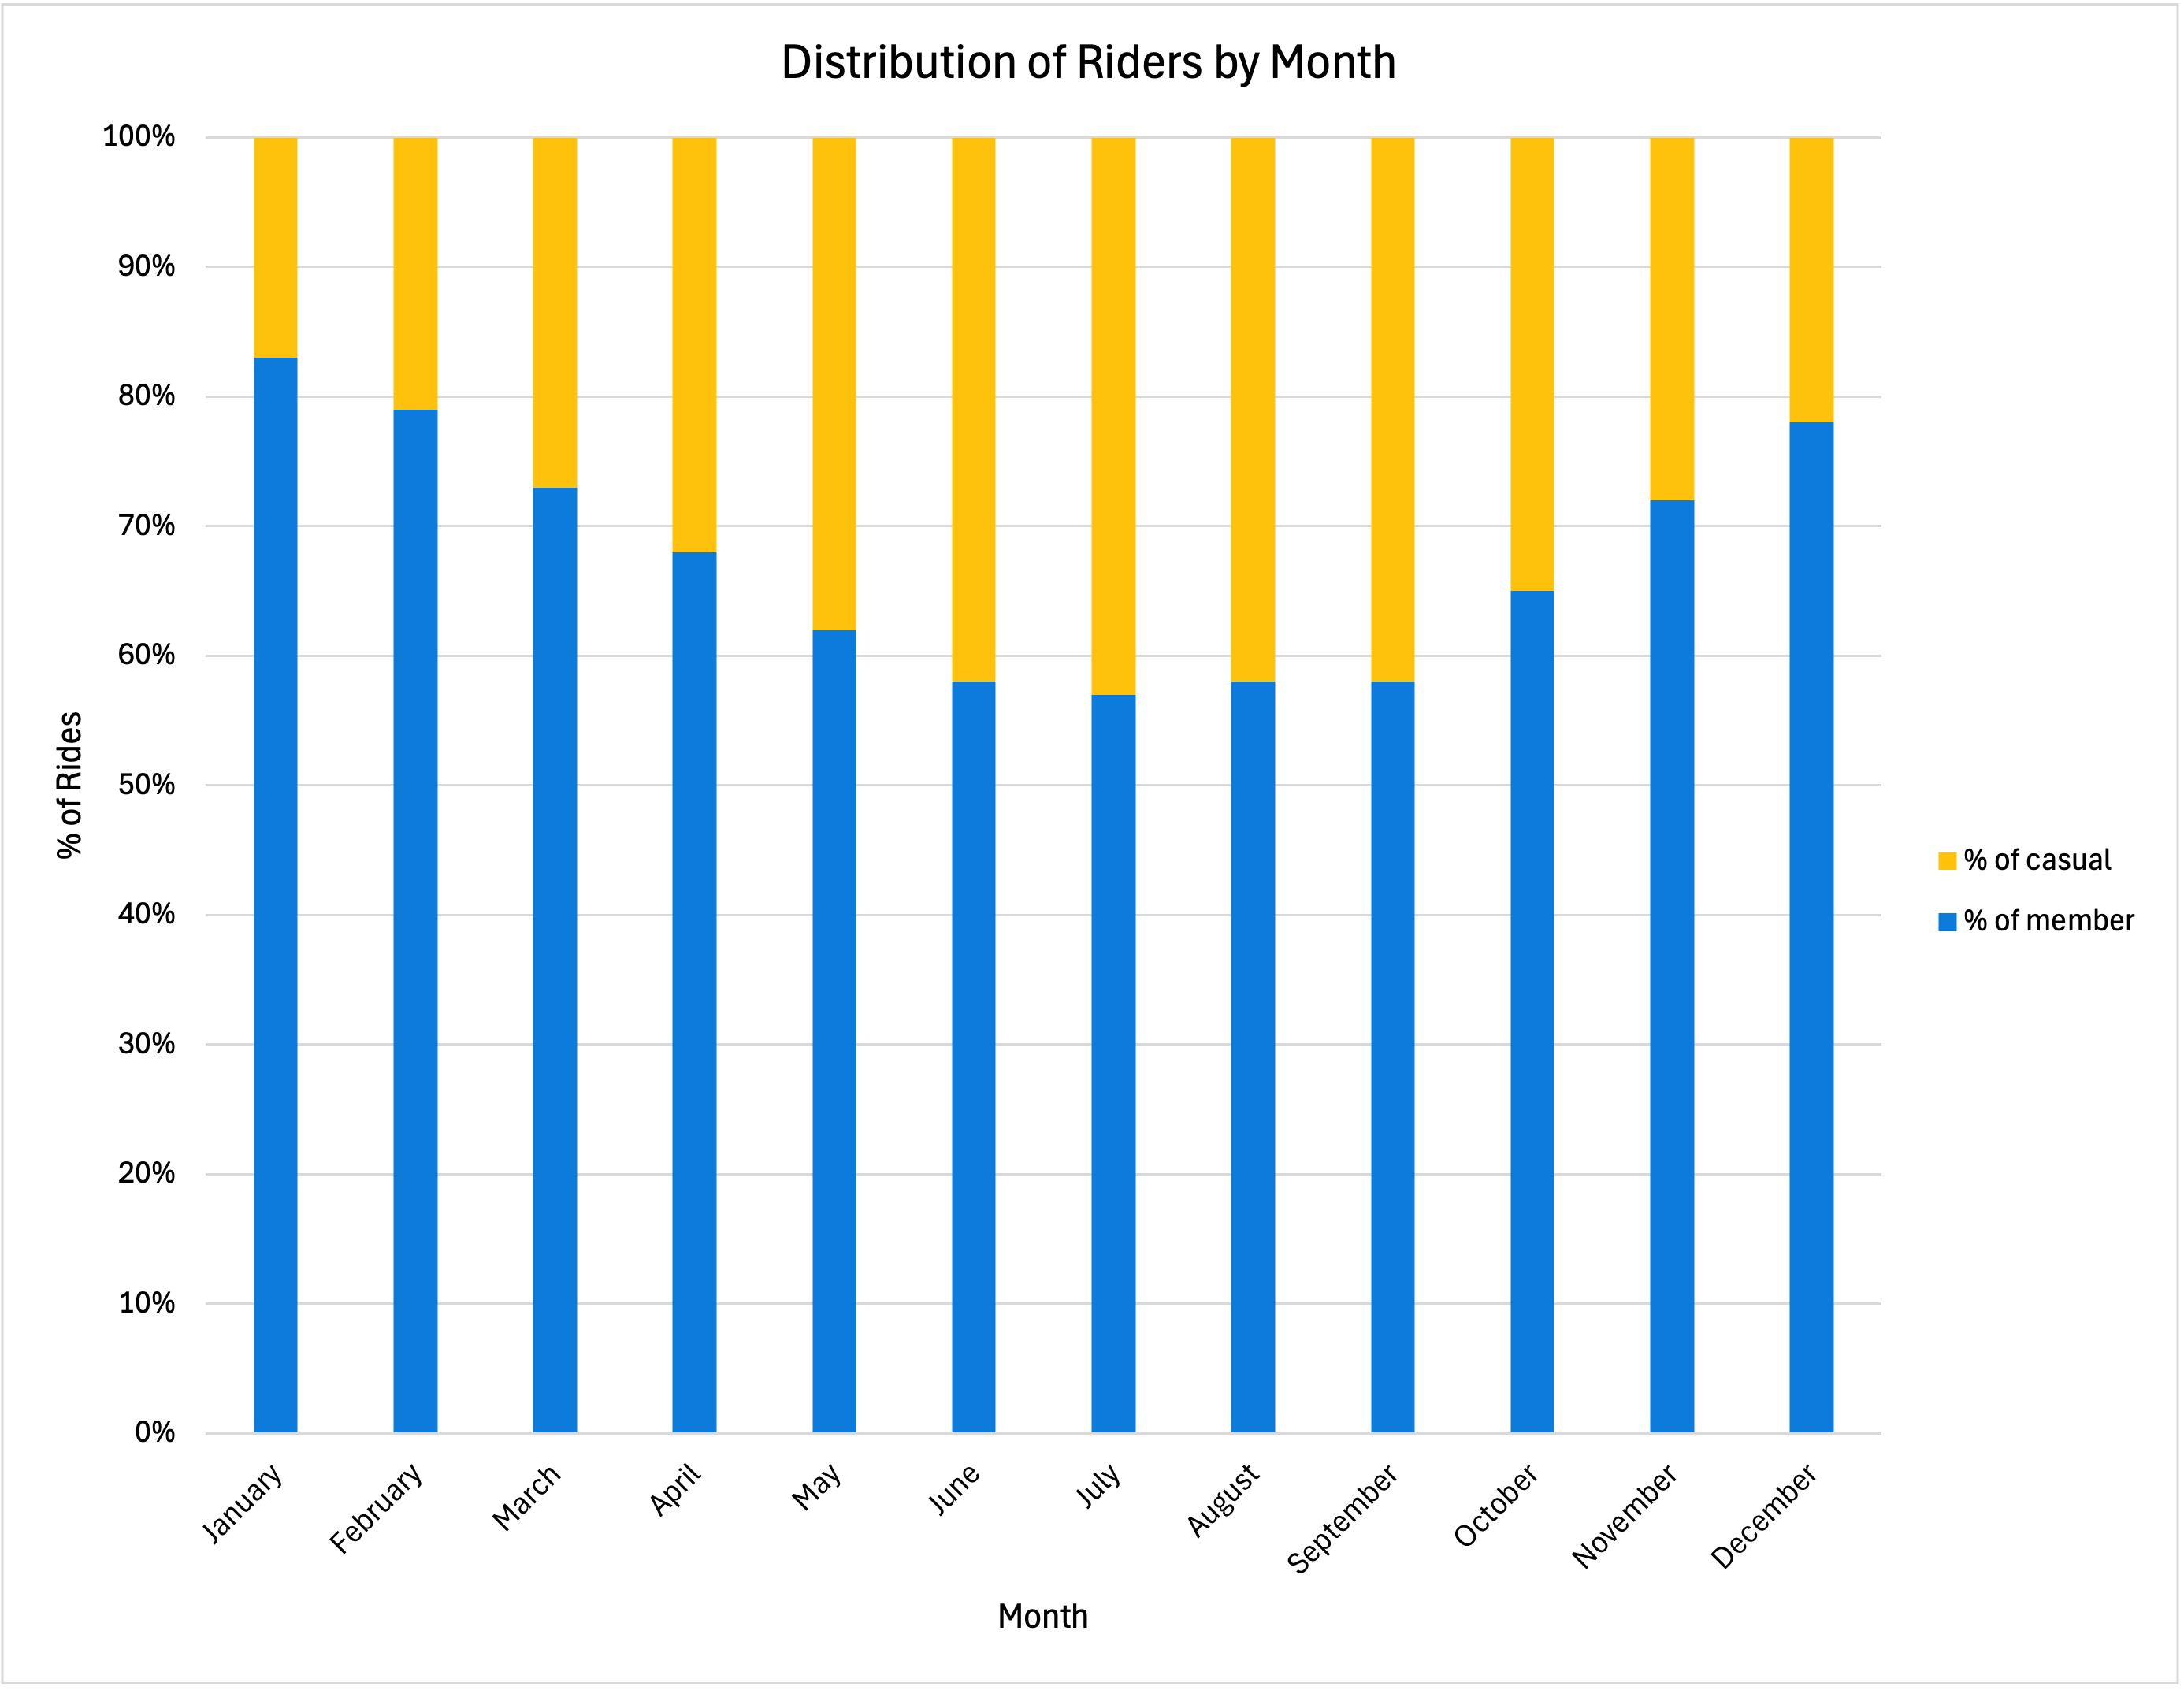 Distribution of Riders by Month
100%
90%
80%
70%
60%
50%
40%
30%
20%
10%
0%
% of Rides
% of casual
% of member
January
February
March
April
May
June
July
August
September
October
November
December
Month